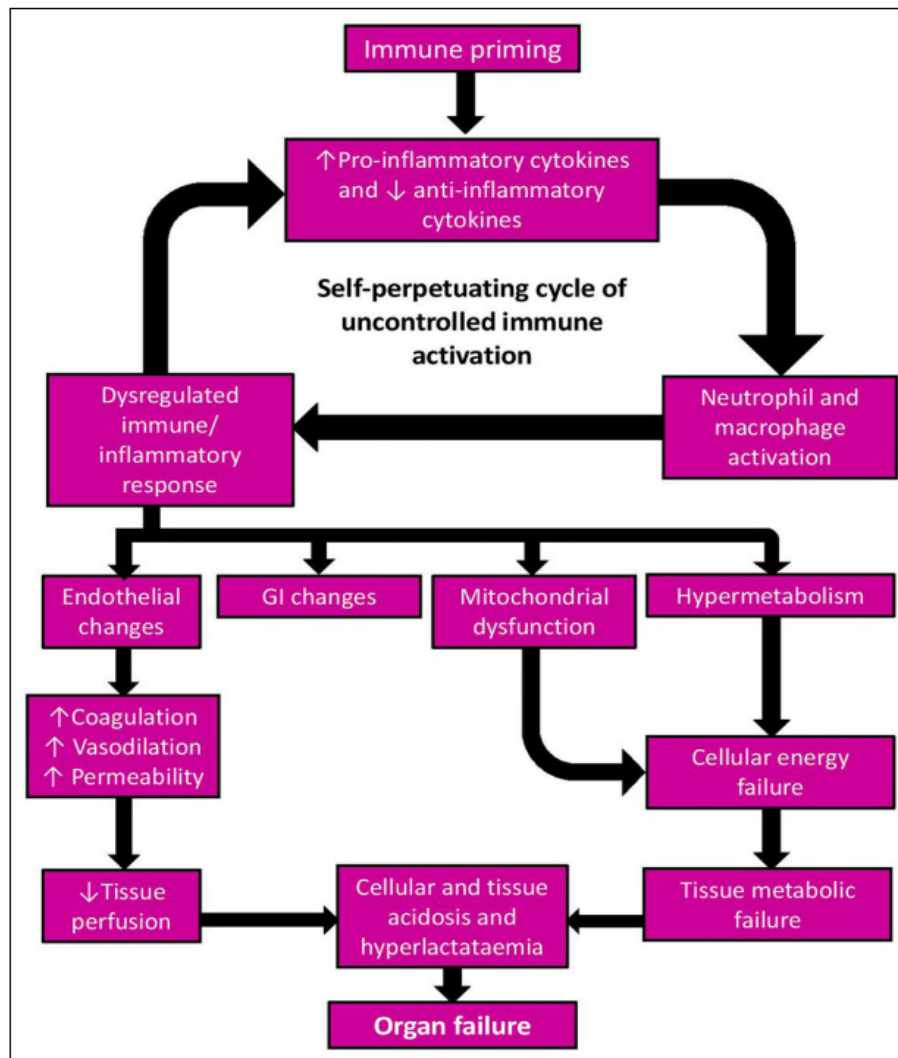 Immune priming
↑Pro-inflammatory cytokines
and ↓ anti-inflammatory
cytokines
Self-perpetuating cycle of
uncontrolled immune
activation
Dysregulated
immune/
inflammatory
response
Neutrophil and
macrophage
activation
Endothelial
changes
GI changes
Mitochondrial
dysfunction
Hypermetabolism
↑Coagulation
↑ Vasodilation
↑ Permeability
Cellular energy
failure
↓Tissue
perfusion
Cellular and tissue
acidosis and
hyperlactataemia
Tissue metabolic
failure
Organ failure